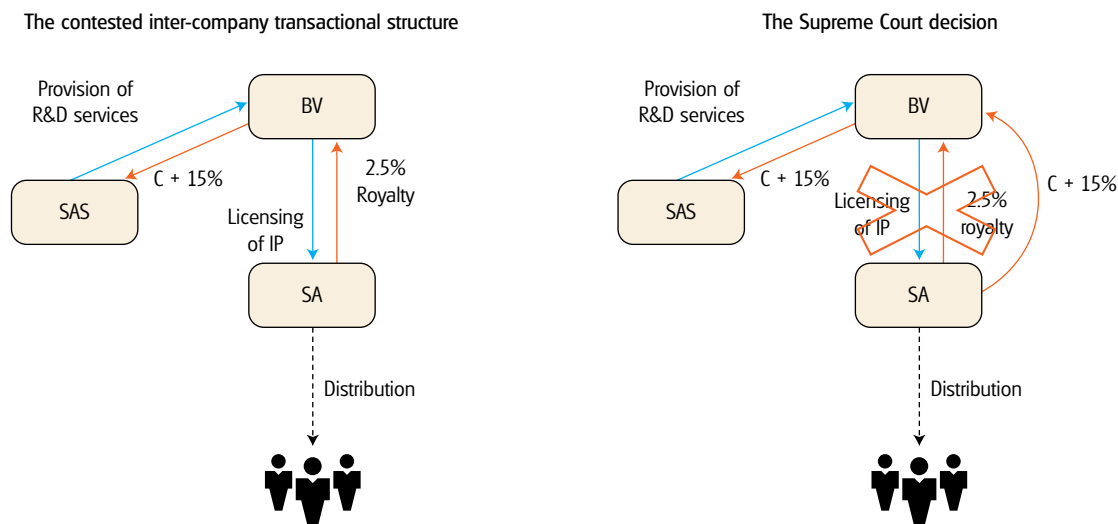 The contested inter-company transactional structure
Provision of
R&D services
BV
C + 15%
2.5%
Royalty
SAS
Licensing
of IP
SA
Distribution
The Supreme Court decision
Provision of
R&D services
BV
C + 15%
C + 15%
SAS
Licensing
of IP
2.5%
royalty
SA
Distribution